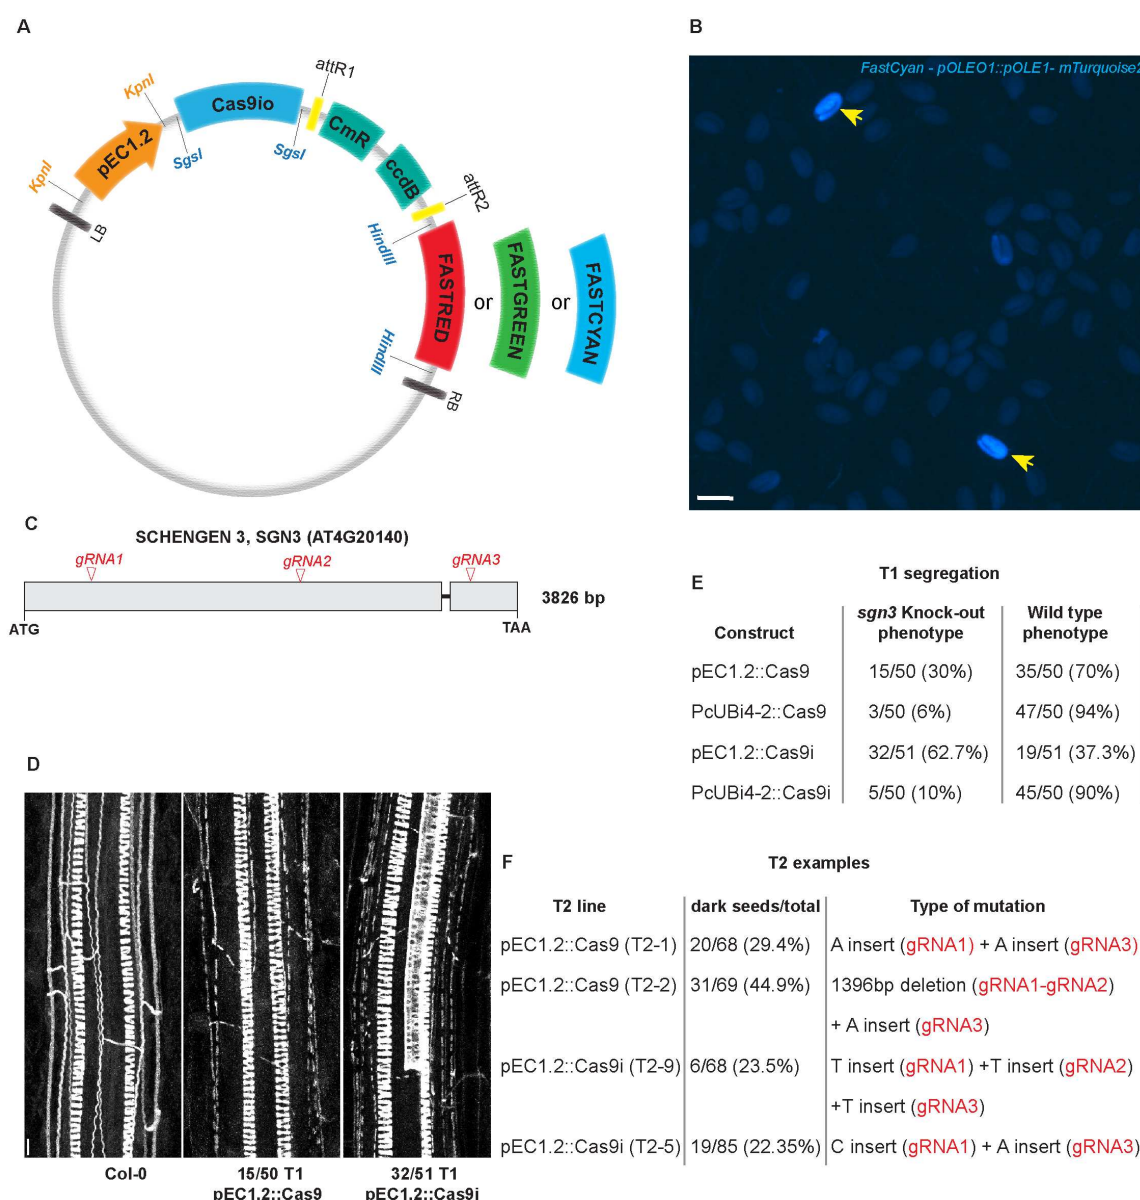 A
attR1
KpnI
Cas9io
CmR
pEC1.2
SgsI
SgsI
ccdB
attR2
KpnI
LB
HindIII
FASTRED
or
FASTGREEN
or
FASTCYAN
HindIII
RB
B
FastCyan - pOLEO1::pOLE1- mTurquoise2
C
SCHENGEN 3, SGN3 (AT4G20140)
gRNA1
gRNA2
gRNA3
3826 bp
ATG
TAA
D
Col-0
15/50 T1
pEC1.2::Cas9
32/51 T1
pEC1.2::Cas9i
E
T1 segregation
Construct
sgn3 Knock-out
phenotype
Wild type
phenotype
pEC1.2::Cas9 15/50 (30%) 35/50 (70%)
PcUBi4-2::Cas9 3/50 (6%) 47/50 (94%)
pEC1.2::Cas9i 32/51 (62.7%) 19/51 (37.3%)
PcUBi4-2::Cas9i 5/50 (10%) 45/50 (90%)
F
T2 examples
T2 line dark seeds/total Type of mutation
pEC1.2::Cas9 (T2-1) 20/68 (29.4%) A insert (gRNA1) + A insert (gRNA3)
pEC1.2::Cas9 (T2-2) 31/69 (44.9%) 1396bp deletion (gRNA1-gRNA2)
+ A insert (gRNA3)
pEC1.2::Cas9i (T2-9) 6/68 (23.5%) T insert (gRNA1) +T insert (gRNA2)
+T insert (gRNA3)
pEC1.2::Cas9i (T2-5) 19/85 (22.35%) C insert (gRNA1) + A insert (gRNA3)